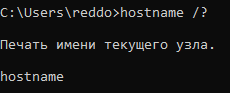 C:\Users\reddo>hostname /?
Печать имени текущего узла.
hostname